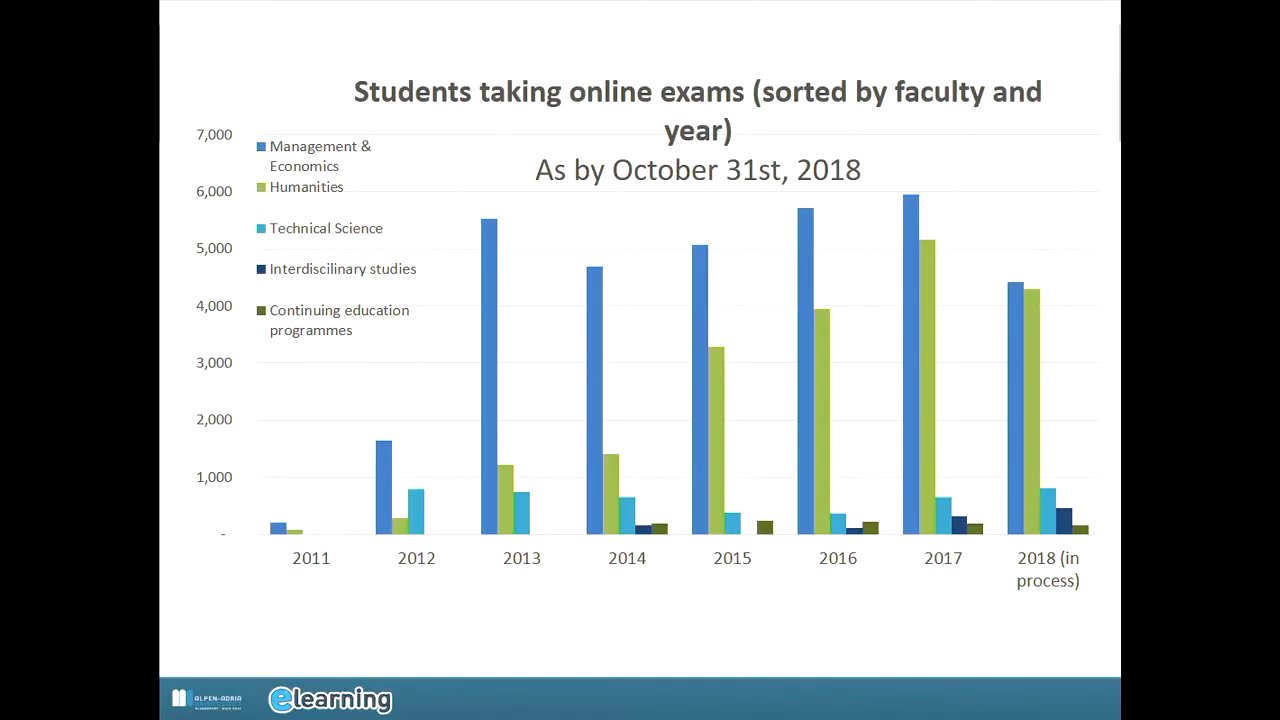 Students taking online exams (sorted by faculty and
year)
As by October 31st, 2018
7,000
6,000
5,000
4,000
3,000
2,000
1,000
-
Management &
Economics
Humanities
Technical Science
Interdiscilinary studies
Continuing education
programmes
2011
2012
2013
2014
2015
2016
2017
2018 (in
process)
ALPEN-ADRIA
elearning